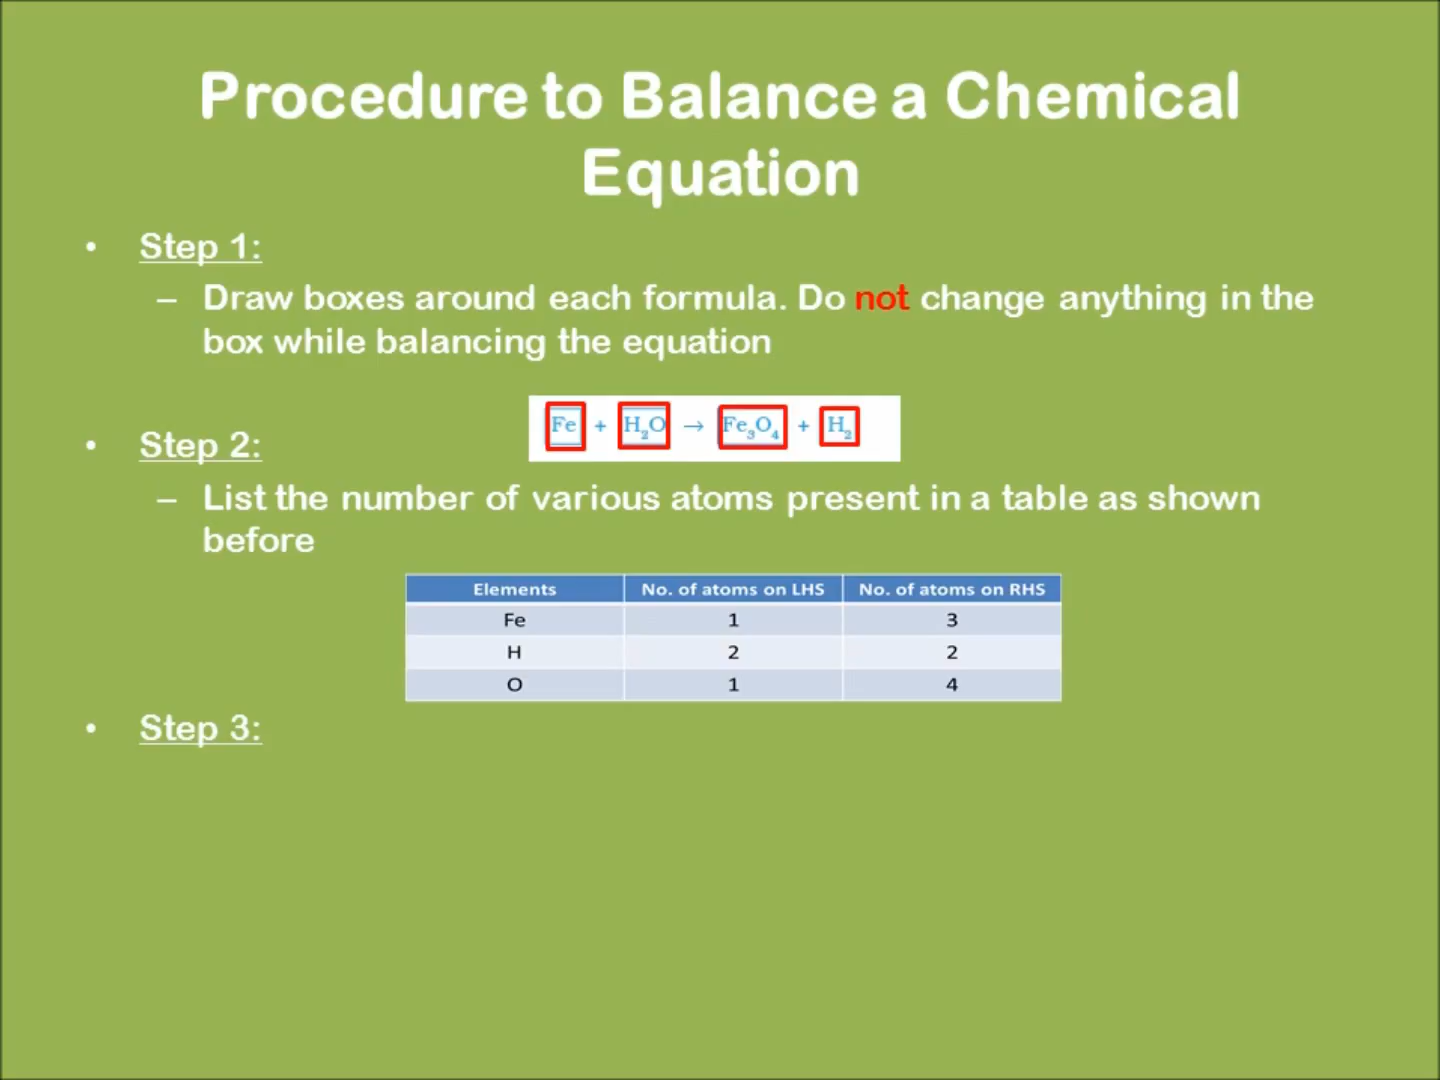 Procedure to Balance a Chemical
Equation
• Step 1:
– Draw boxes around each formula. Do not change anything in the
box while balancing the equation
Fe + H₂O → Fe₃O₄ + H₂
• Step 2:
– List the number of various atoms present in a table as shown
before
Elements No. of atoms on LHS No. of atoms on RHS
Fe 1 3
H 2 2
O 1 4
• Step 3: